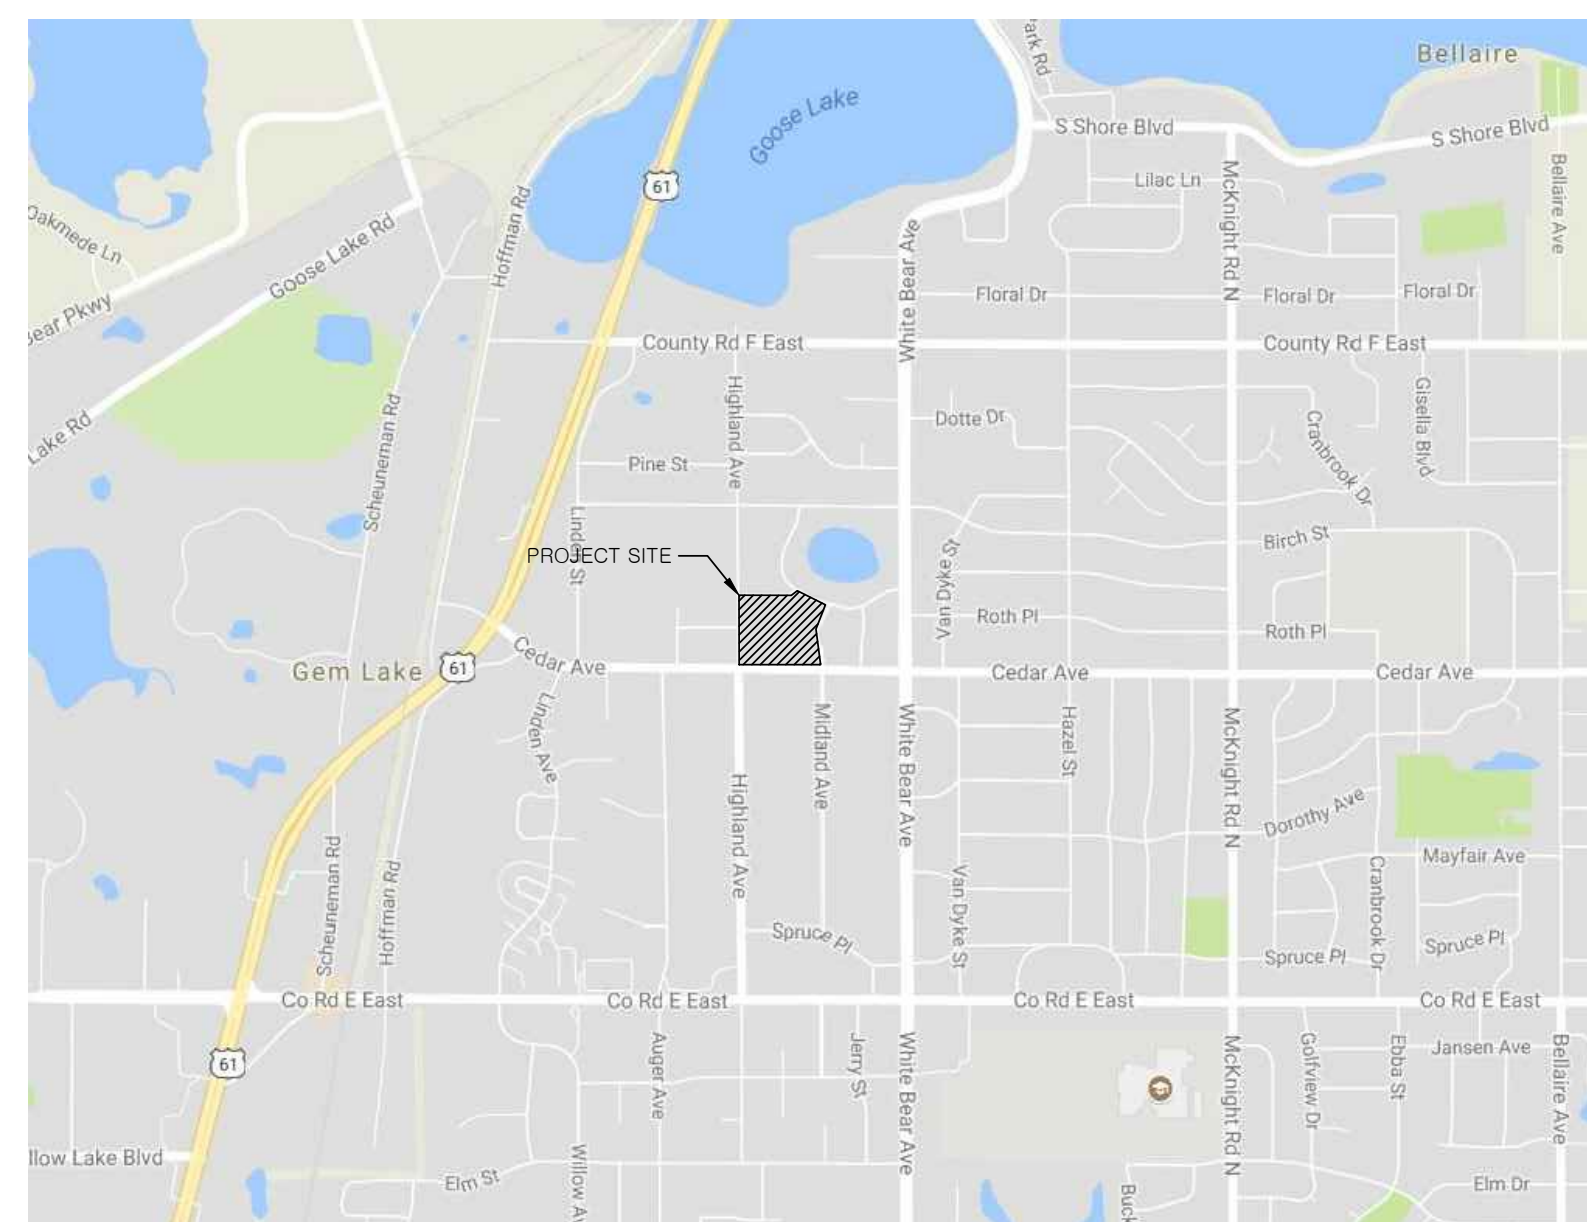 Park Rd
Bellaire
Goose Lake
S Shore Blvd
S Shore Blvd
61
Lilac Ln
McKnight Rd N
Bellaire Ave
Oakmede Ln
Goose Lake Rd
Hoffman Rd
White Bear Ave
Bear Pkwy
Floral Dr
Floral Dr
Floral Dr
County Rd F East
County Rd F East
Highland Ave
Dotte Dr
Gisella Blvd
Lake Rd
Scheuneman Rd
Pine St
Cranbrook Dr
Linden St
PROJECT SITE
Van Dyke St
Birch St
Roth Pl
Roth Pl
Gem Lake
61
Cedar Ave
Cedar Ave
Cedar Ave
Linden Ave
Midland Ave
White Bear Ave
Hazel St
McKnight Rd N
Highland Ave
Dorothy Ave
Scheuneman Rd
Hoffman Rd
Mayfair Ave
Van Dyke St
Cranbrook Dr
Spruce Pl
Spruce Pl
Spruce Pl
Co Rd E East
Co Rd E East
Co Rd E East
Co Rd E East
61
Auger Ave
Jerry St
White Bear Ave
McKnight Rd N
Golfview Dr
Ebba St
Jansen Ave
Bellaire Ave
llow Lake Blvd
Elm St
Willow Av
Buck
Elm Dr